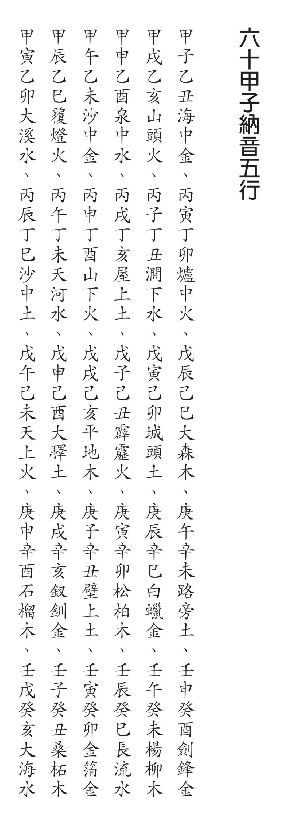 六十甲子納音五行
甲子乙丑海中金、丙寅丁卯爐中火、戊辰己巳大森木、庚午辛未路旁土、壬申癸酉劍鋒金
甲戌乙亥山頭火、丙子丁丑澗下水、戊寅己卯城頭土、庚辰辛巳白蠟金、壬午癸未楊柳木
甲申乙酉泉中水、丙戌丁亥屋上土、戊子己丑霹靂火、庚寅辛卯松柏木、壬辰癸巳長流水
甲午乙未沙中金、丙申丁酉山下火、戊戌己亥平地木、庚子辛丑壁上土、壬寅癸卯金箔金
甲辰乙巳覆燈火、丙午丁未天河水、戊申己酉大驛土、庚戌辛亥釵釧金、壬子癸丑桑柘木
甲寅乙卯大溪水、丙辰丁巳沙中土、戊午己未天上火、庚申辛酉石榴木、壬戌癸亥大海水